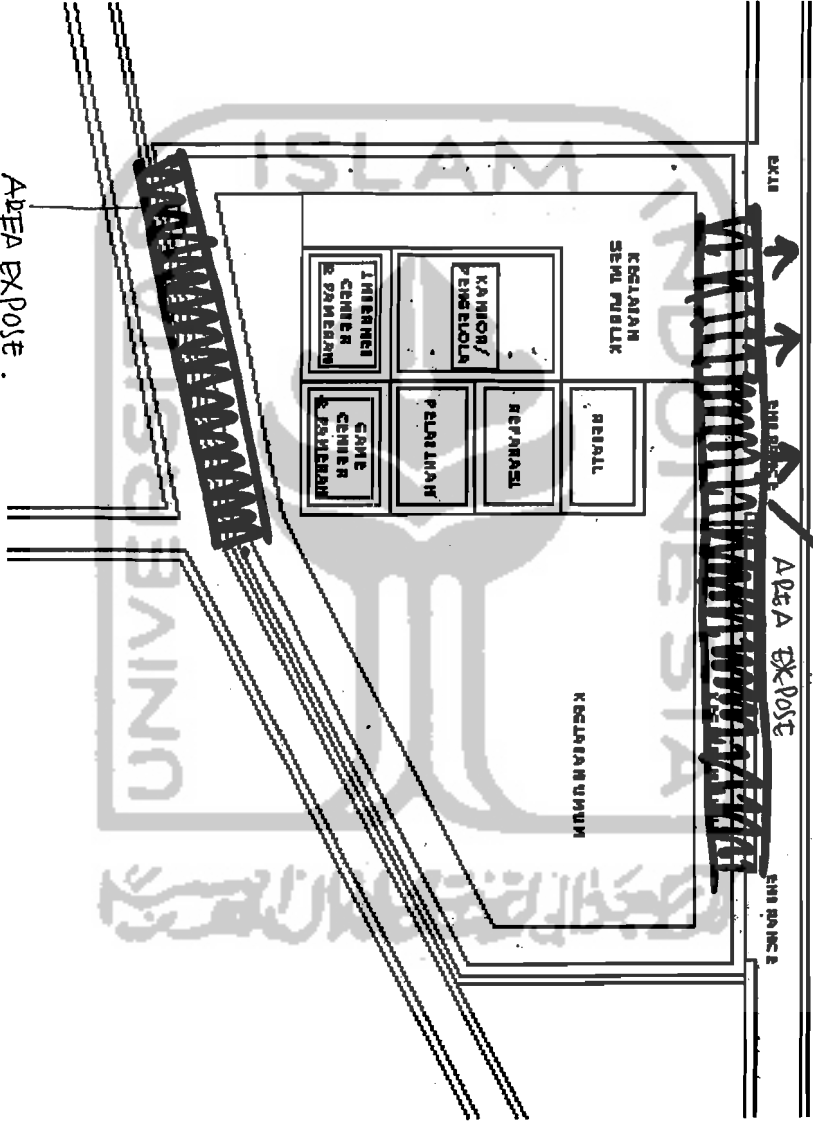 EXIT
ENTRANCE
ENTRANCE
AREA EXPOSE
KEGIATAN
SEMI PUBLIK
KANTOR/
PENGELOLA
INTERNET
CENTER
& PAMERAN
RETAIL
REPARASI
PELATIHAN
GAME
CENTER
& PAMERAN
KEGIATAN UMUM
AREA EXPOSE.
UNIVERSITAS
ISLAM
INDONESIA